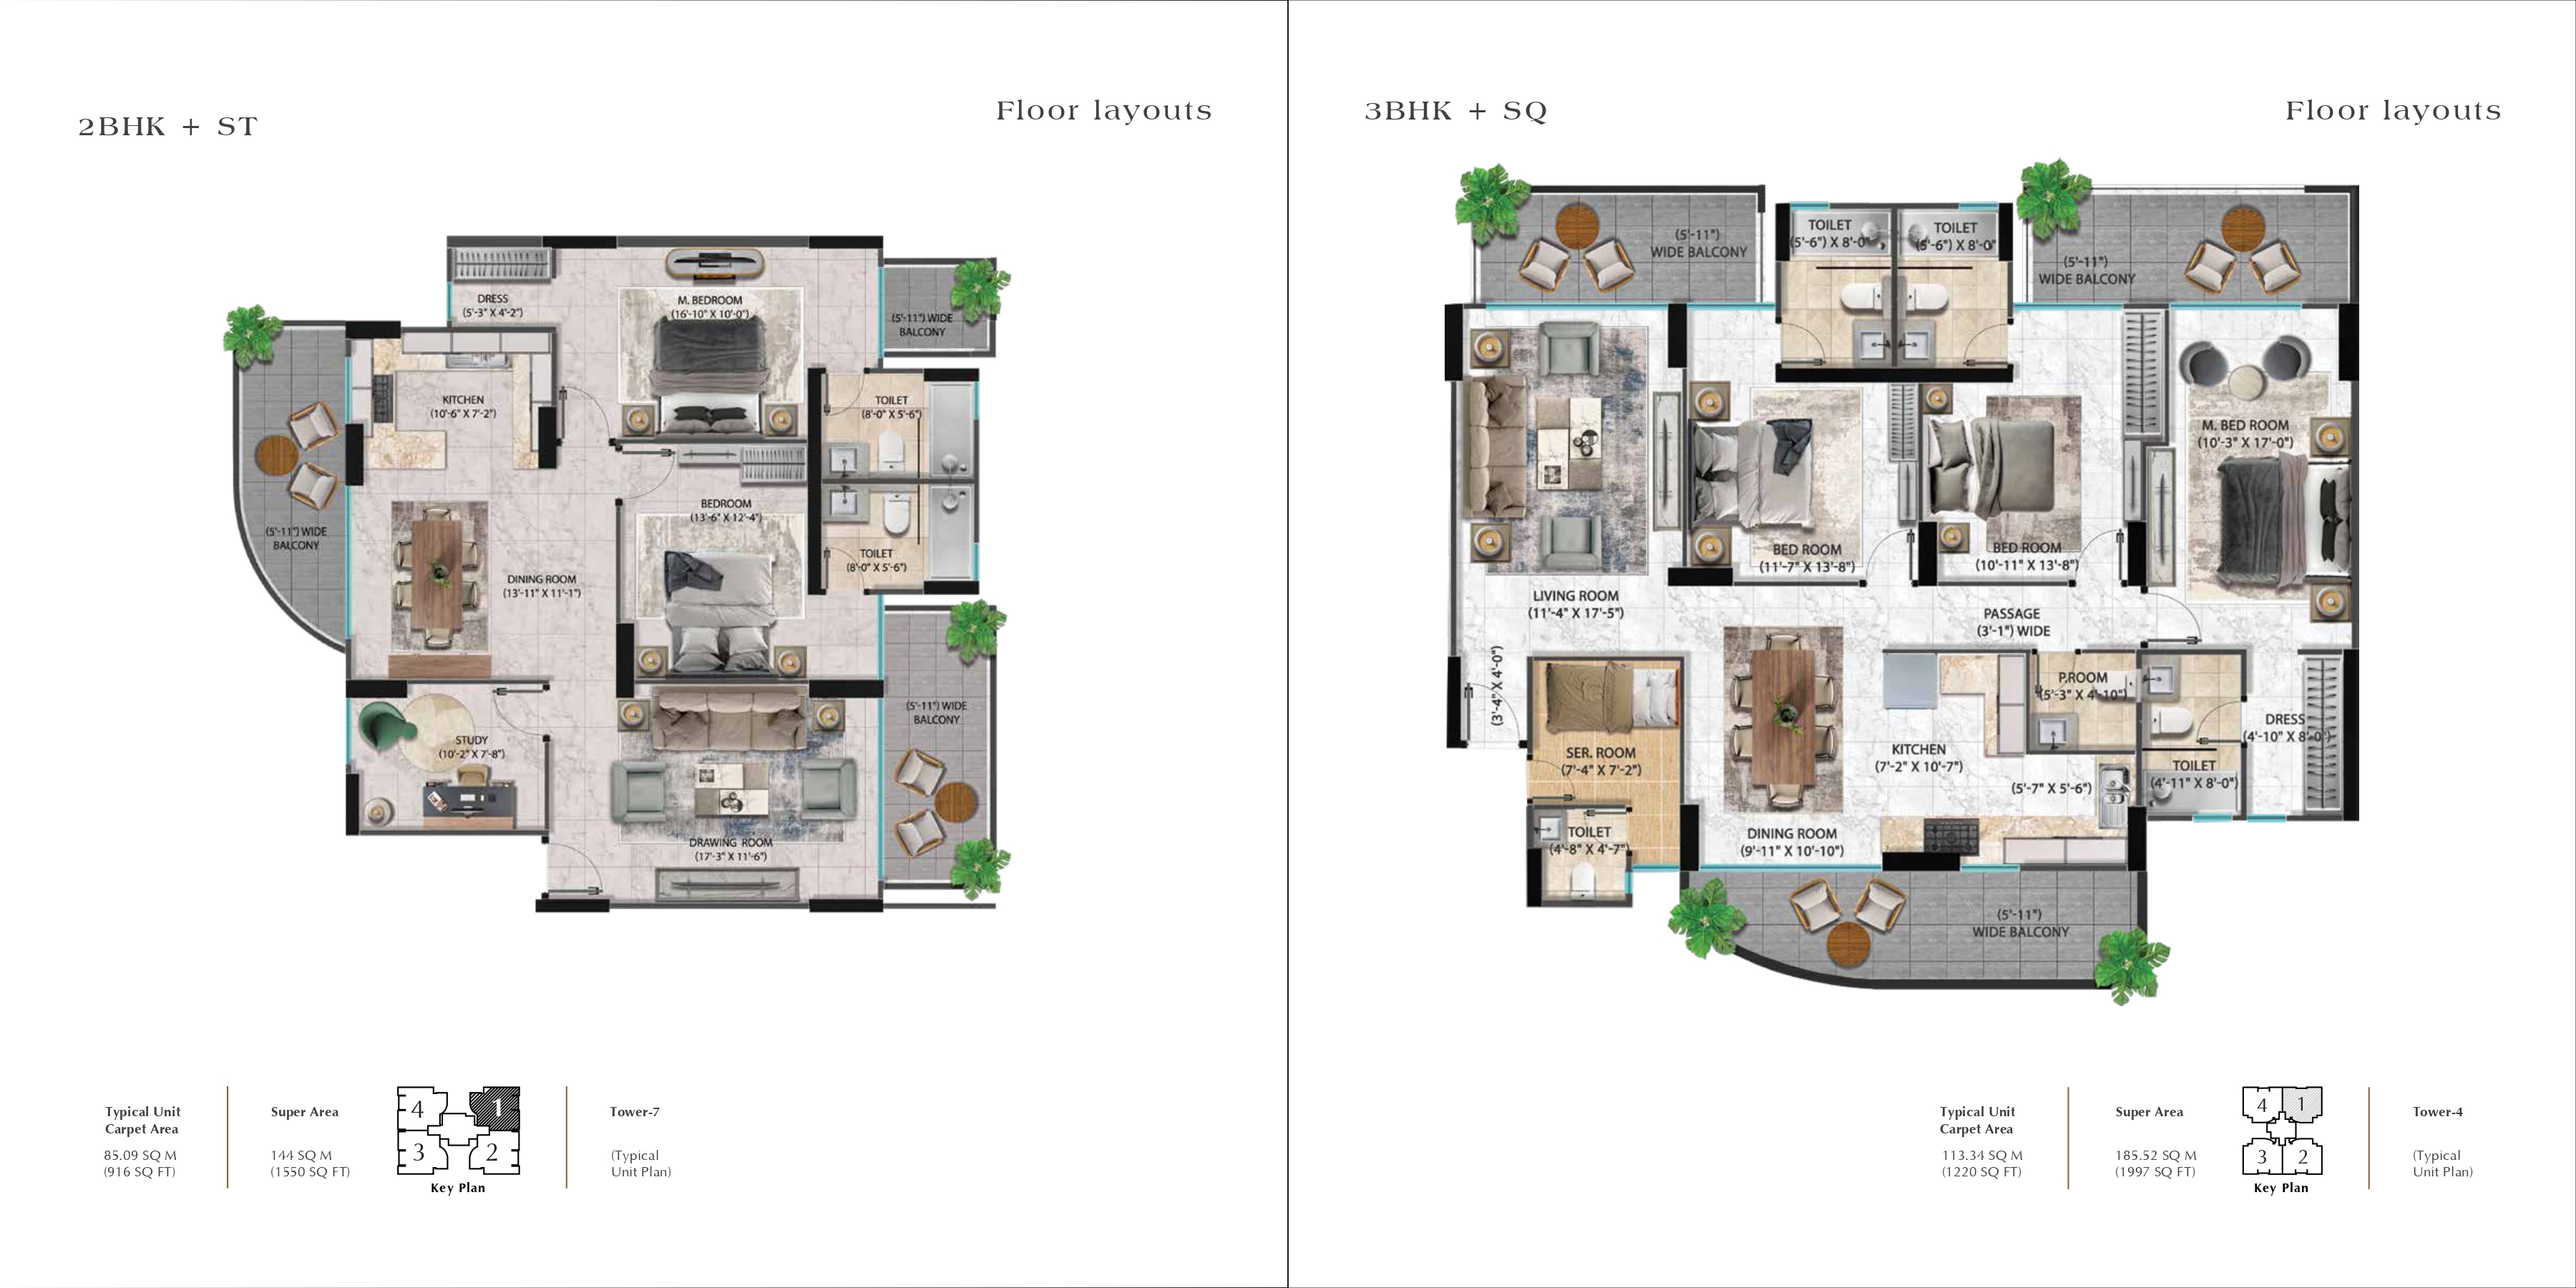 2BHK + ST
Floor layouts
DRESS
(5'-3" X 4'-2")
M. BEDROOM
(16'-10" X 10'-0")
(5'-11") WIDE
BALCONY
KITCHEN
(10'-6" X 7'-2")
TOILET
(8'-0" X 5'-6")
BEDROOM
(13'-6" X 12'-4")
(5'-11") WIDE
BALCONY
TOILET
(8'-0" X 5'-6")
DINING ROOM
(13'-11" X 11'-1")
(5'-11") WIDE
BALCONY
STUDY
(10'-2" X 7'-8")
DRAWING ROOM
(17'-3" X 11'-6")
Typical Unit
Carpet Area
85.09 SQ M
(916 SQ FT)
Super Area
144 SQ M
(1550 SQ FT)
4
1
3
2
Key Plan
Tower-7
(Typical
Unit Plan)
3BHK + SQ
Floor layouts
(5'-11")
WIDE BALCONY
TOILET
(5'-6") X 8'-0"
TOILET
(5'-6") X 8'-0"
(5'-11")
WIDE BALCONY
M. BED ROOM
(10'-3" X 17'-0")
BED ROOM
(11'-7" X 13'-8")
BED ROOM
(10'-11" X 13'-8")
LIVING ROOM
(11'-4" X 17'-5")
PASSAGE
(3'-1") WIDE
(3'-4" X 4'-0")
P.ROOM
(5'-3" X 4'-10")
DRESS
(4'-10" X 8'-0")
SER. ROOM
(7'-4" X 7'-2")
KITCHEN
(7'-2" X 10'-7")
(5'-7" X 5'-6")
TOILET
(4'-11" X 8'-0")
TOILET
(4'-8" X 4'-7")
DINING ROOM
(9'-11" X 10'-10")
(5'-11")
WIDE BALCONY
Typical Unit
Carpet Area
113.34 SQ M
(1220 SQ FT)
Super Area
185.52 SQ M
(1997 SQ FT)
4
1
3
2
Key Plan
Tower-4
(Typical
Unit Plan)